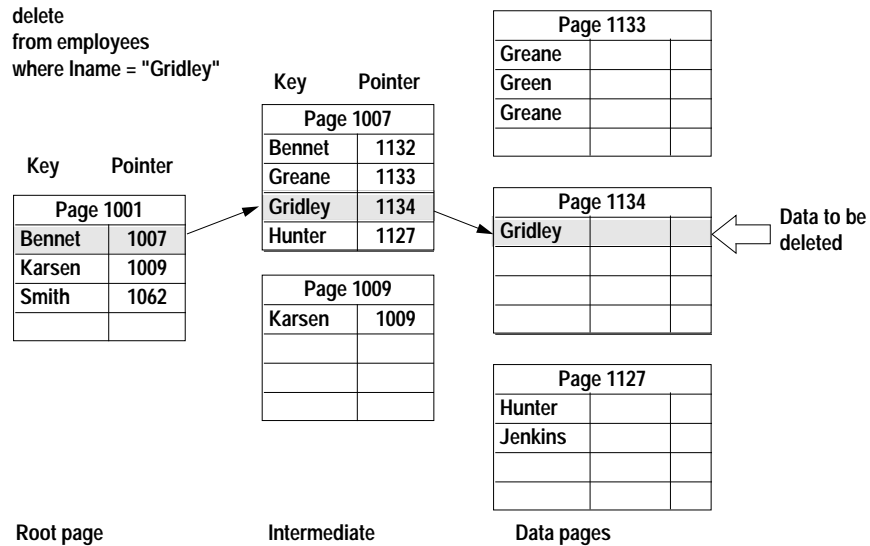 delete
from employees
where lname = "Gridley"
Key Pointer
Page 1001
Bennet 1007
Karsen 1009
Smith 1062
Key Pointer
Page 1007
Bennet 1132
Greane 1133
Gridley 1134
Hunter 1127
Page 1009
Karsen 1009
Page 1133
Greane
Green
Greane
Page 1134
Gridley
Data to be
deleted
Page 1127
Hunter
Jenkins
Root page
Intermediate
Data pages